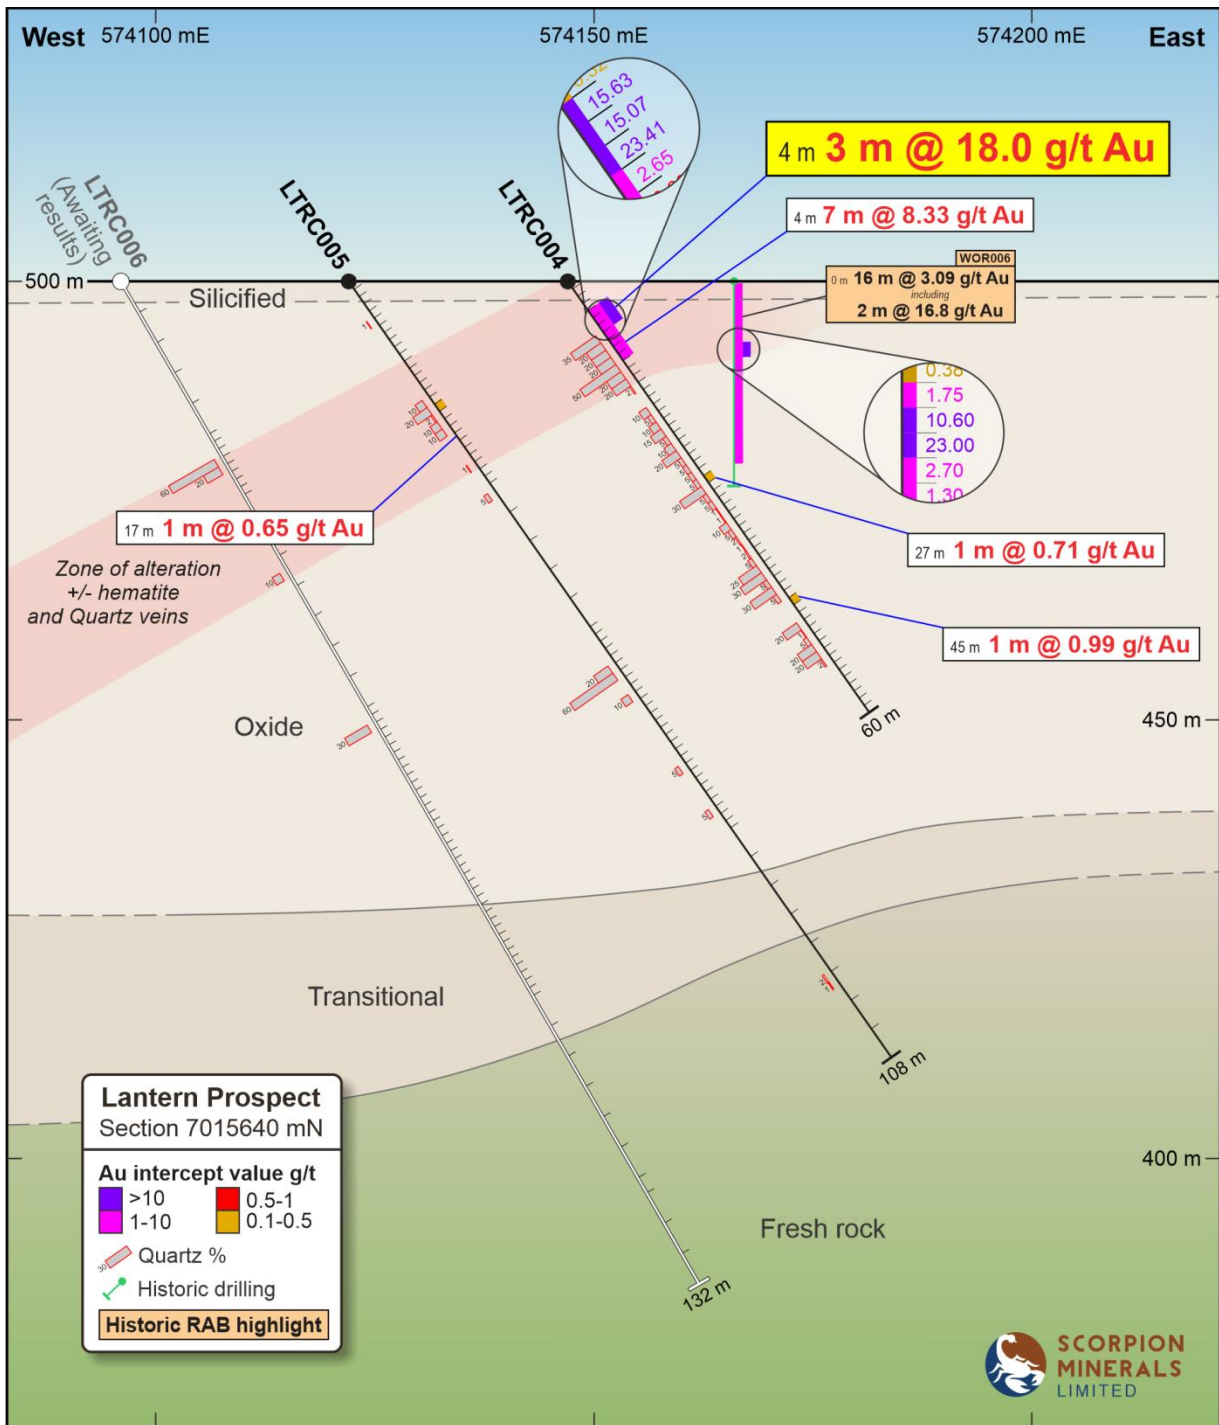 West 574100 mE 574150 mE 574200 mE East
15.63
15.07
23.41
2.65
4 m 3 m @ 18.0 g/t Au
4 m 7 m @ 8.33 g/t Au
LTRC006
(Awaiting
results)
LTRC005
LTRC004
WOR006
0 m 16 m @ 3.09 g/t Au
including
2 m @ 16.8 g/t Au
500 m
Silicified
0.38
1.75
10.60
23.00
2.70
1.30
17 m 1 m @ 0.65 g/t Au
27 m 1 m @ 0.71 g/t Au
45 m 1 m @ 0.99 g/t Au
Zone of alteration
+/- hematite
and Quartz veins
Oxide
450 m
60 m
Transitional
108 m
400 m
Fresh rock
132 m
Lantern Prospect
Section 7015640 mN
Au intercept value g/t
>10 0.5-1
1-10 0.1-0.5
30 Quartz %
Historic drilling
Historic RAB highlight
SCORPION
MINERALS
LIMITED